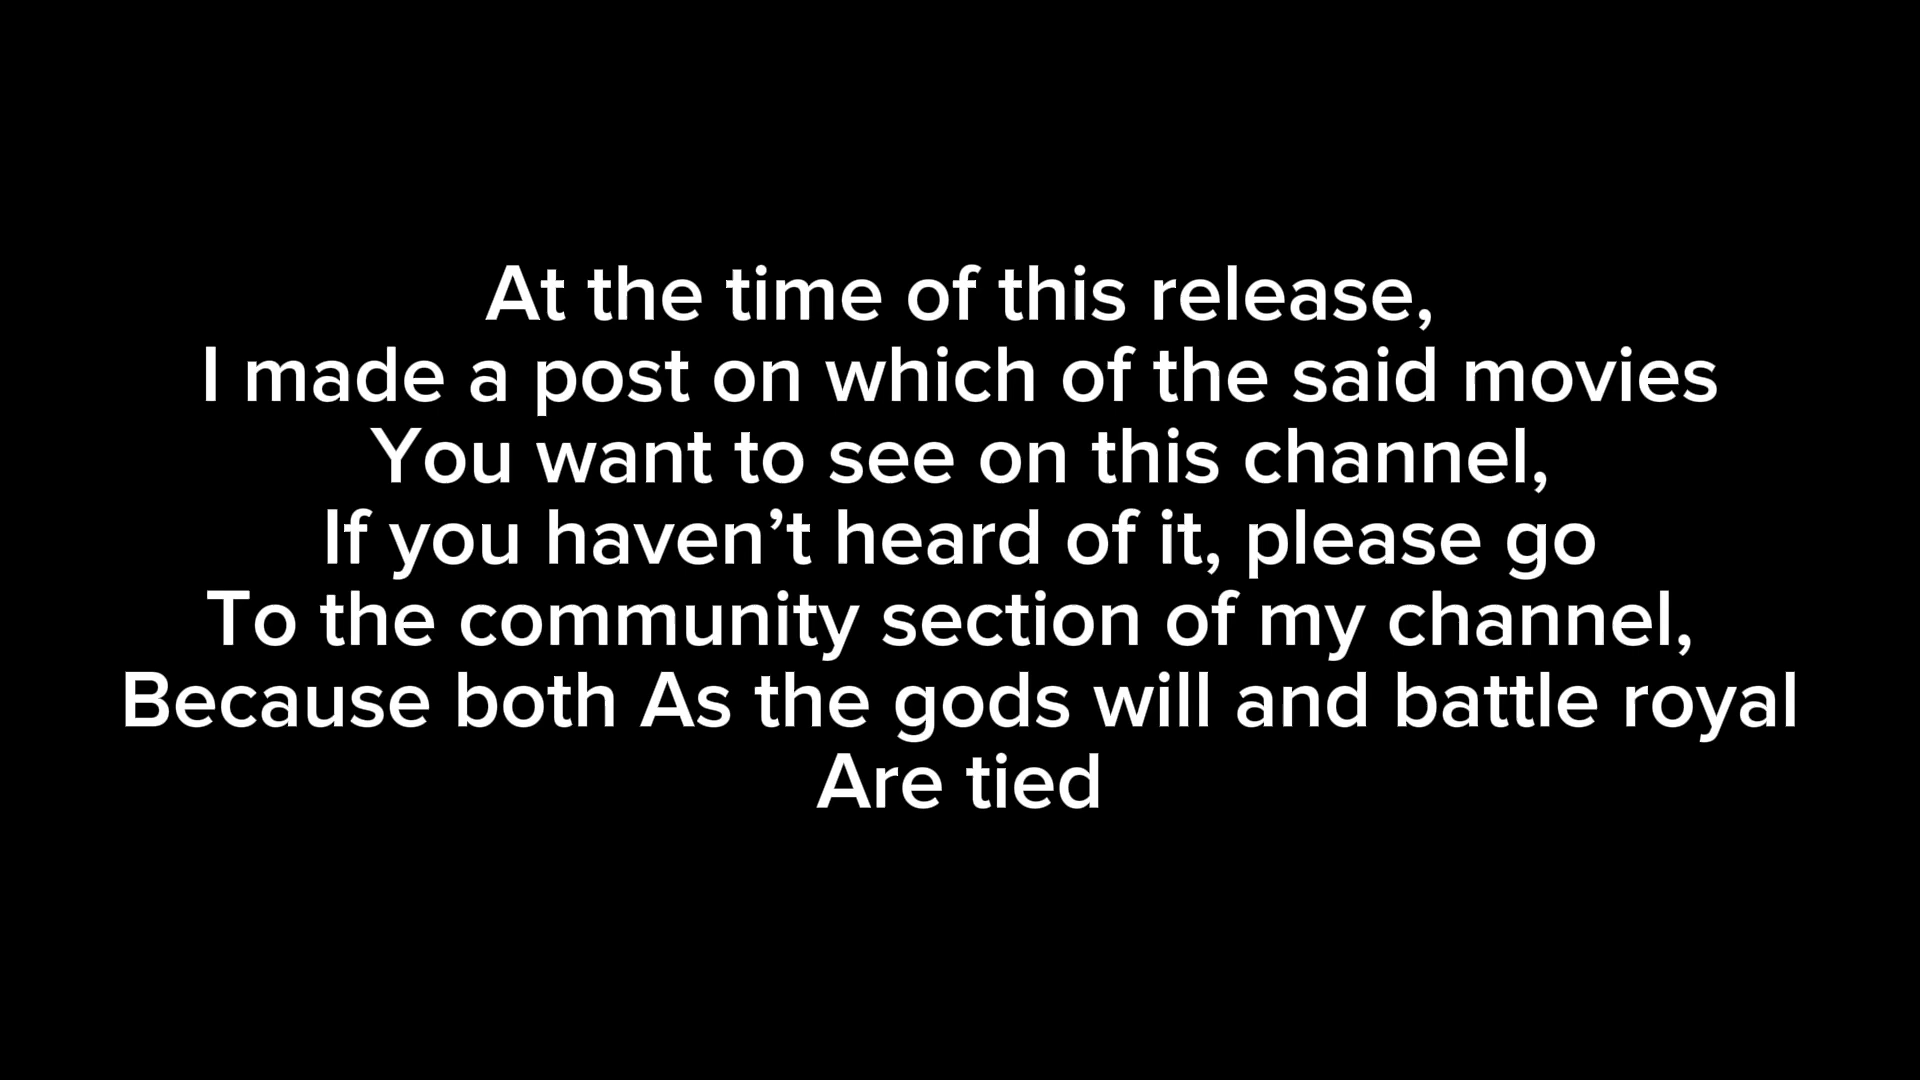 At the time of this release,
I made a post on which of the said movies
You want to see on this channel,
If you haven’t heard of it, please go
To the community section of my channel,
Because both As the gods will and battle royal
Are tied